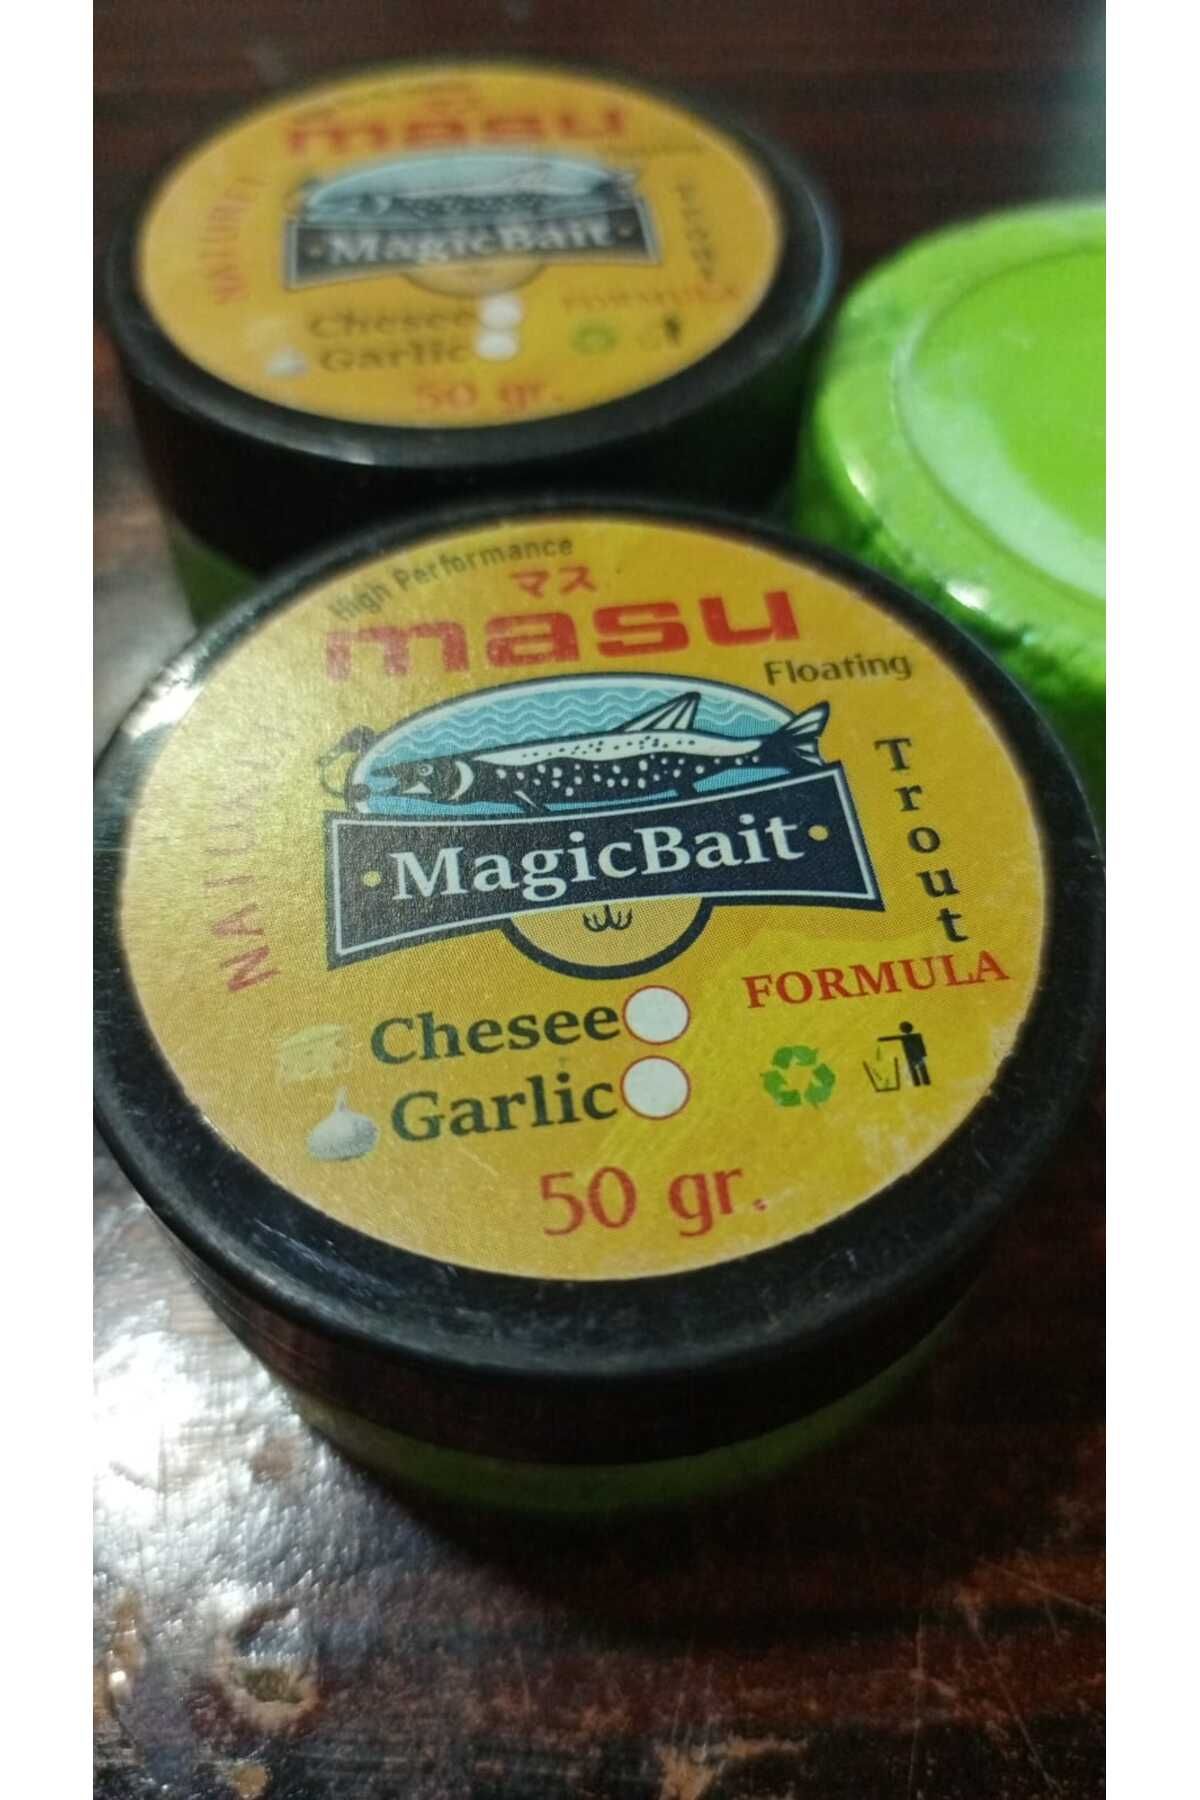 masu
MagicBait
Chesee
Garlic
FORMULA
50 gr.
High Performance
マス
masu
Floating
Trout
MagicBait
FORMULA
Chesee
Garlic
50 gr.